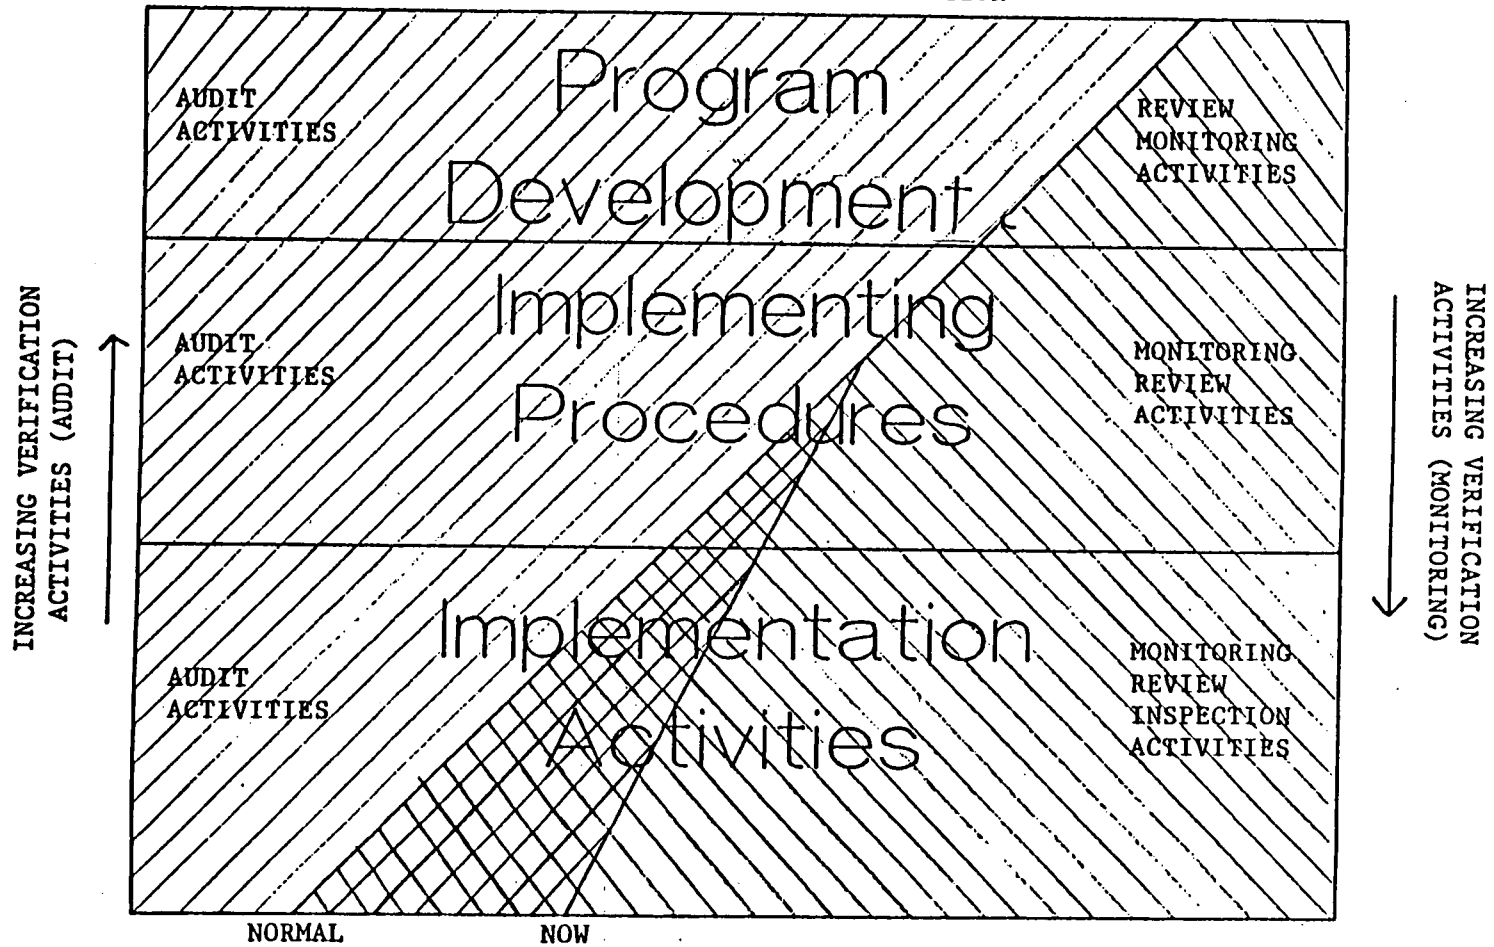 Program
Development
AUDIT
ACTIVITIES
REVIEW
MONITORING
ACTIVITIES
Implementing
Procedures
AUDIT
ACTIVITIES
MONITORING
REVIEW
ACTIVITIES
Implementation
Activities
AUDIT
ACTIVITIES
MONITORING
REVIEW
INSPECTION
ACTIVITIES
INCREASING VERIFICATION
ACTIVITIES (AUDIT)
INCREASING VERIFICATION
ACTIVITIES (MONITORING)
NORMAL
NOW